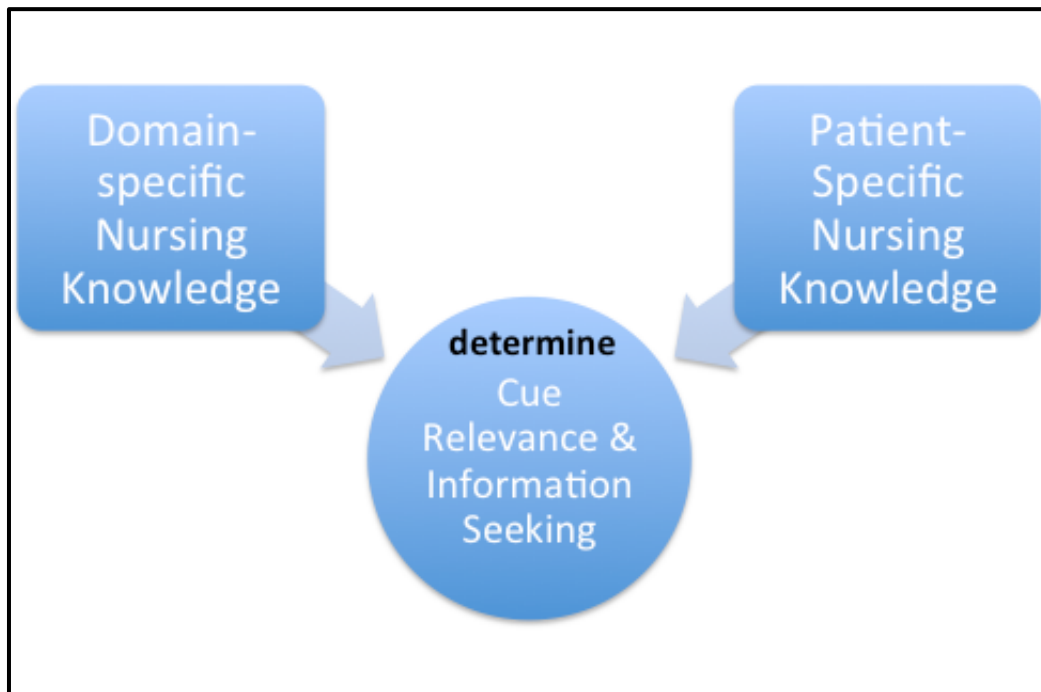 Domain-
specific
Nursing
Knowledge
Patient-
Specific
Nursing
Knowledge
determine
Cue
Relevance &
Information
Seeking